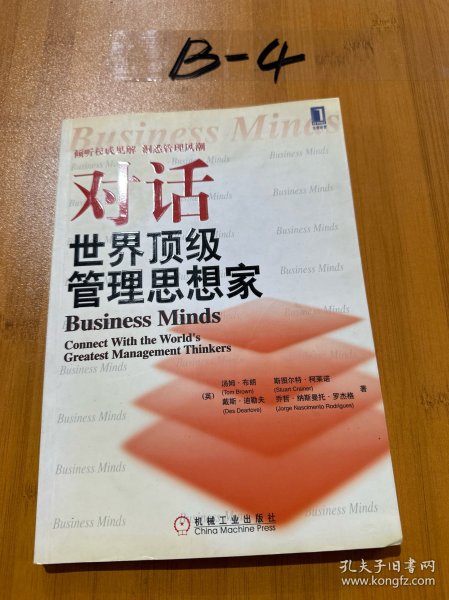 B-4
Business Minds
倾听权威见解 洞悉管理风潮
对话
世界顶级
管理思想家
Business Minds
Connect With the World's
Greatest Management Thinkers
汤姆·布朗 斯图尔特·柯莱诺
(英) (Tom Brown) (Stuart Crainer) 著
戴斯·迪勒夫 乔哲·纳斯曼托·罗杰格
(Des Dearlove) (Jorge Nascimento Rodrigues)
Business Minds
机械工业出版社
China Machine Press
孔夫子旧书网
www.kongfz.com